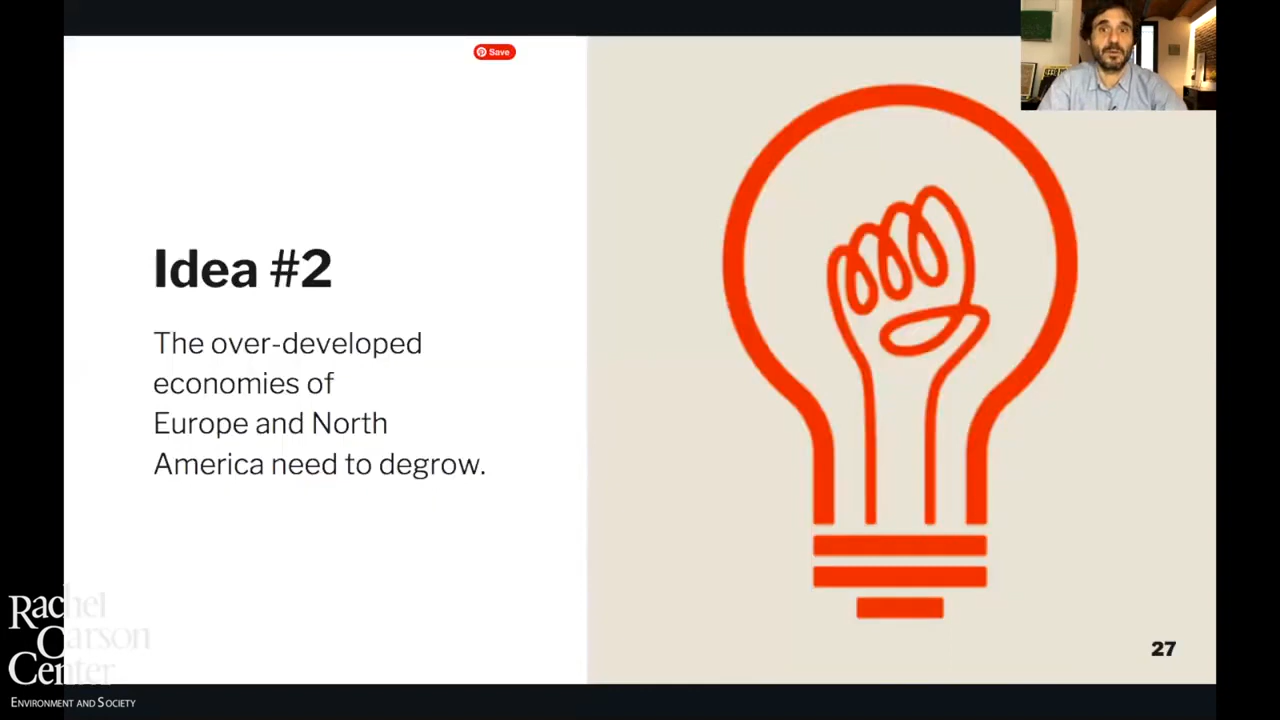 Save
Idea #2
The over-developed
economies of
Europe and North
America need to degrow.
27
Rachel
Carson
Center
ENVIRONMENT AND SOCIETY